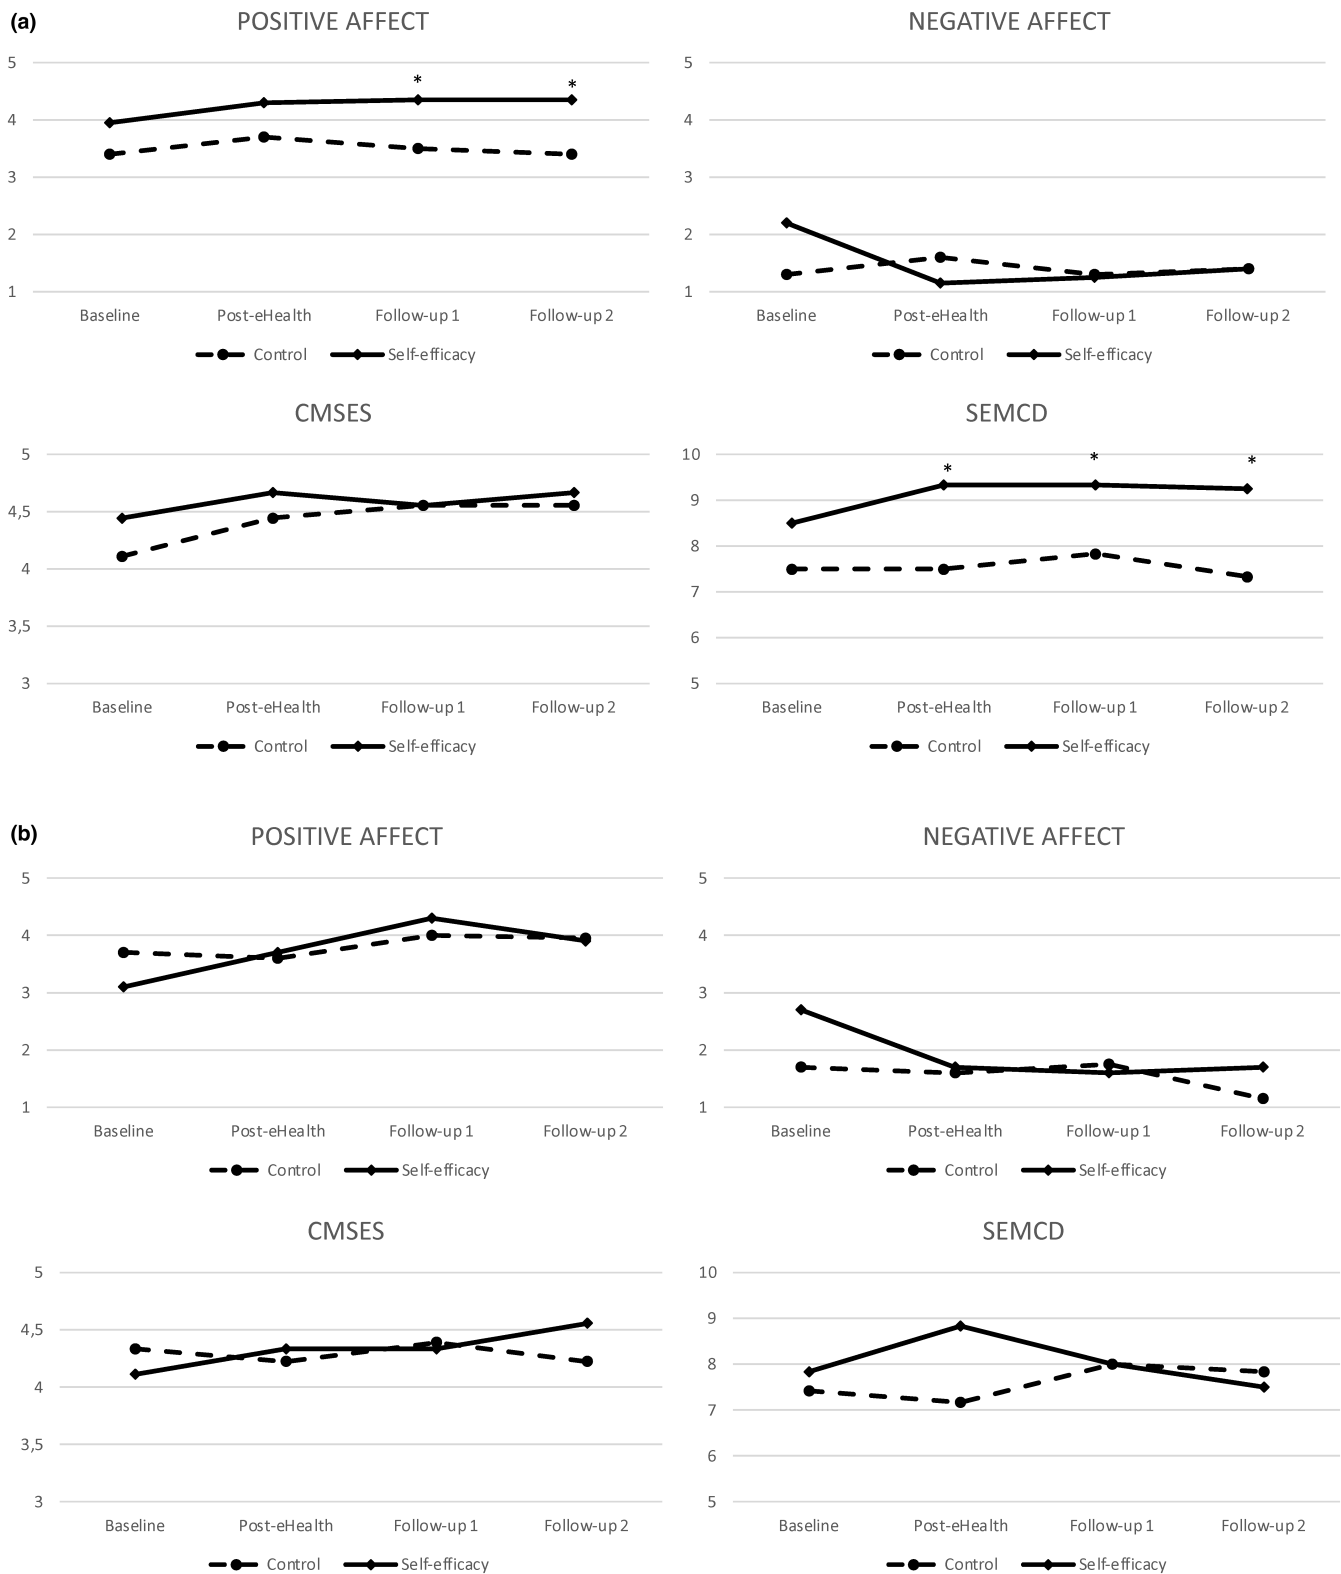 (a)
POSITIVE AFFECT
5
4
3
2
1
* *
Baseline Post-eHealth Follow-up 1 Follow-up 2
Control Self-efficacy
NEGATIVE AFFECT
5
4
3
2
1
Baseline Post-eHealth Follow-up 1 Follow-up 2
Control Self-efficacy
CMSES
5
4,5
4
3,5
3
Baseline Post-eHealth Follow-up 1 Follow-up 2
Control Self-efficacy
SEMCD
10
9
8
7
6
5
* * *
Baseline Post-eHealth Follow-up 1 Follow-up 2
Control Self-efficacy
(b)
POSITIVE AFFECT
5
4
3
2
1
Baseline Post-eHealth Follow-up 1 Follow-up 2
Control Self-efficacy
NEGATIVE AFFECT
5
4
3
2
1
Baseline Post-eHealth Follow-up 1 Follow-up 2
Control Self-efficacy
CMSES
5
4,5
4
3,5
3
Baseline Post-eHealth Follow-up 1 Follow-up 2
Control Self-efficacy
SEMCD
10
9
8
7
6
5
Baseline Post-eHealth Follow-up 1 Follow-up 2
Control Self-efficacy